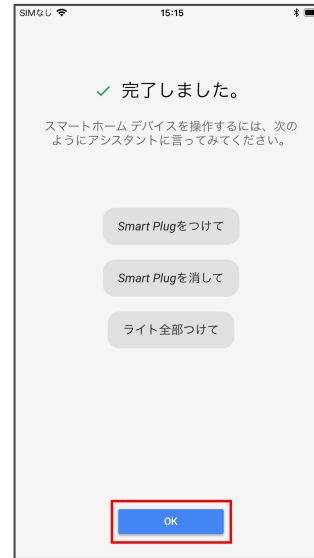 SIMなし 15:15
完了しました。
スマートホーム デバイスを操作するには、次の
ようにアシスタントに言ってみてください。
Smart Plugをつけて
Smart Plugを消して
ライト全部つけて
OK